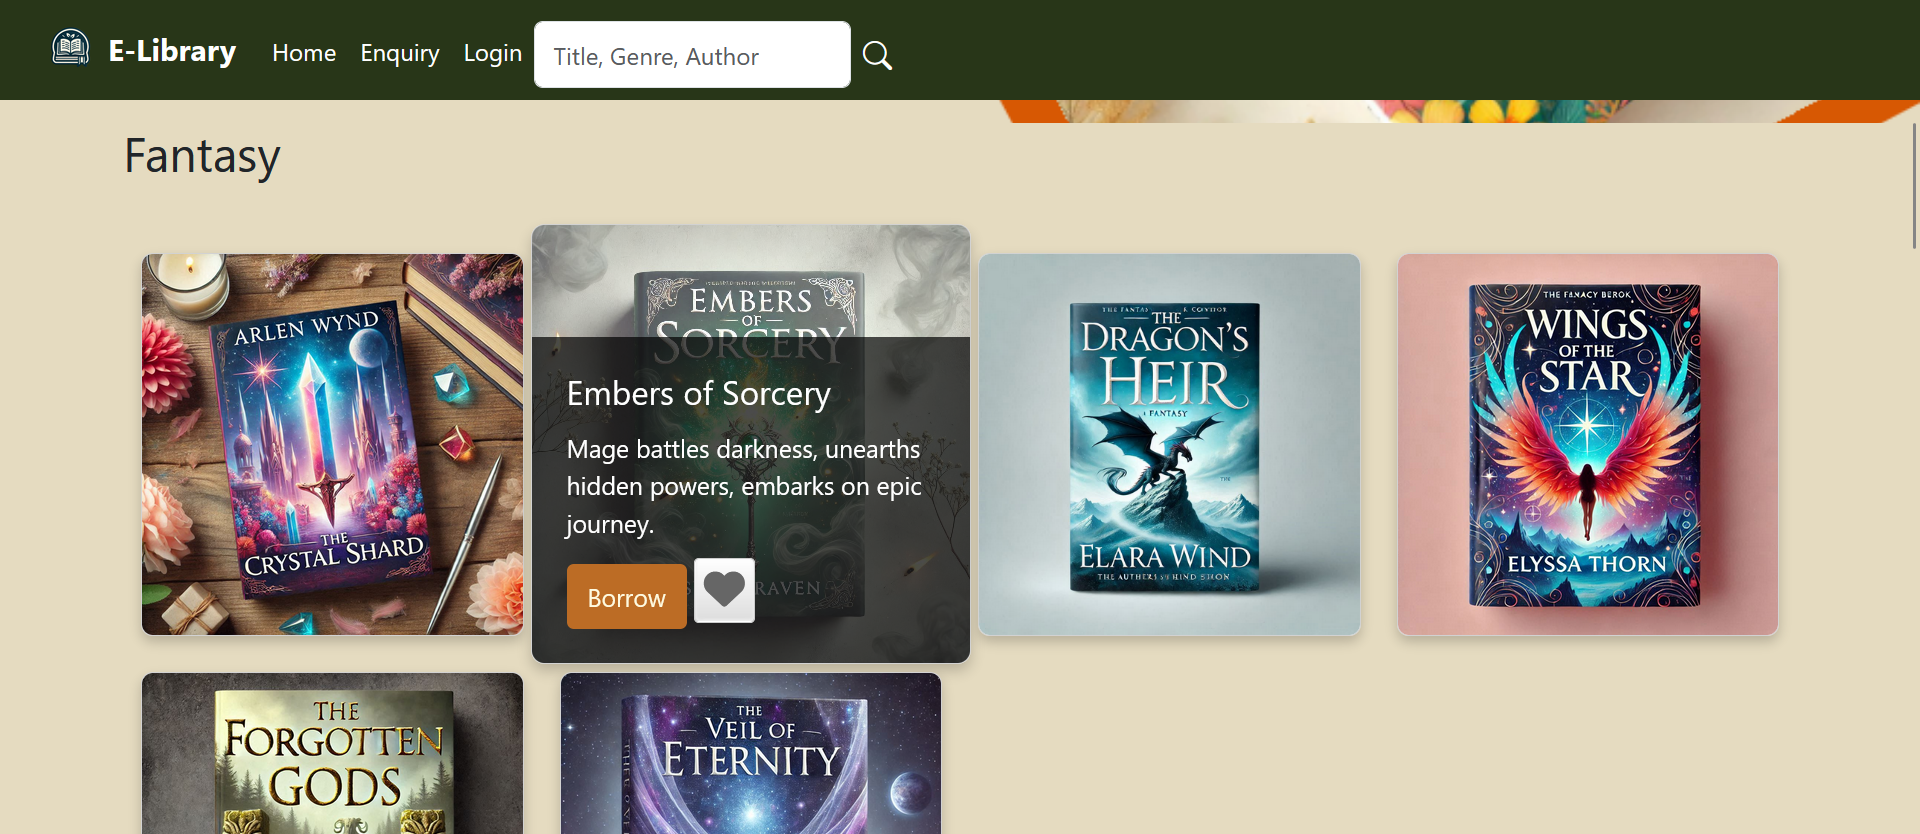 E-Library
Home
Enquiry
Login
Title, Genre, Author
Fantasy
ARLEN WYND
THE
CRYSTAL SHARD
EMBERS
OF
SORCERY
Embers of Sorcery
Mage battles darkness, unearths
hidden powers, embarks on epic
journey.
Borrow
RAVEN
THE
DRAGON'S
HEIR
A FANTASY
ELARA WIND
THE FANACY BEROK
WINGS
OF THE
STAR
ELYSSA THORN
THE
FORGOTTEN
GODS
THE
VEIL OF
ETERNITY